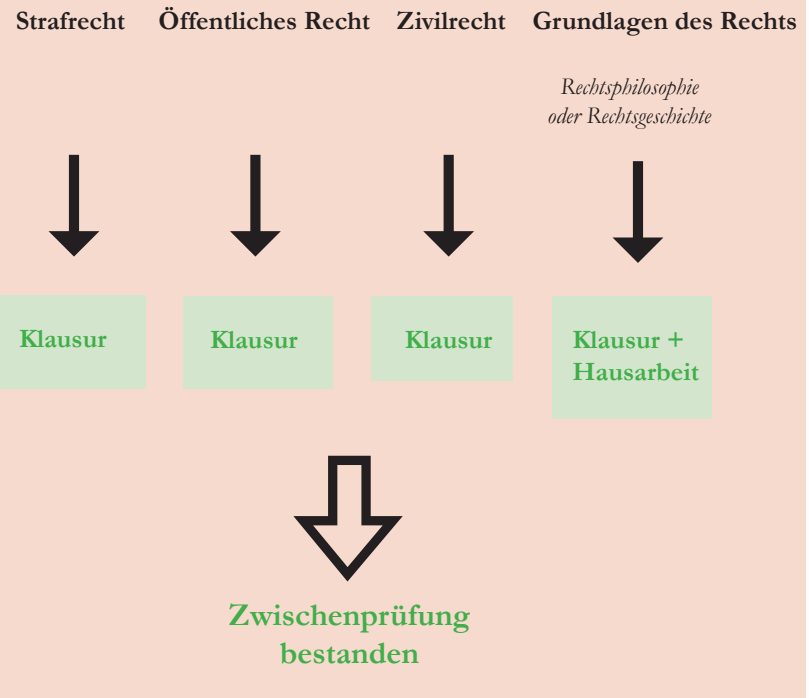 Strafrecht Öffentliches Recht Zivilrecht Grundlagen des Rechts
Rechtsphilosophie
oder Rechtsgeschichte
Klausur Klausur Klausur Klausur +
Hausarbeit
Zwischenprüfung
bestanden